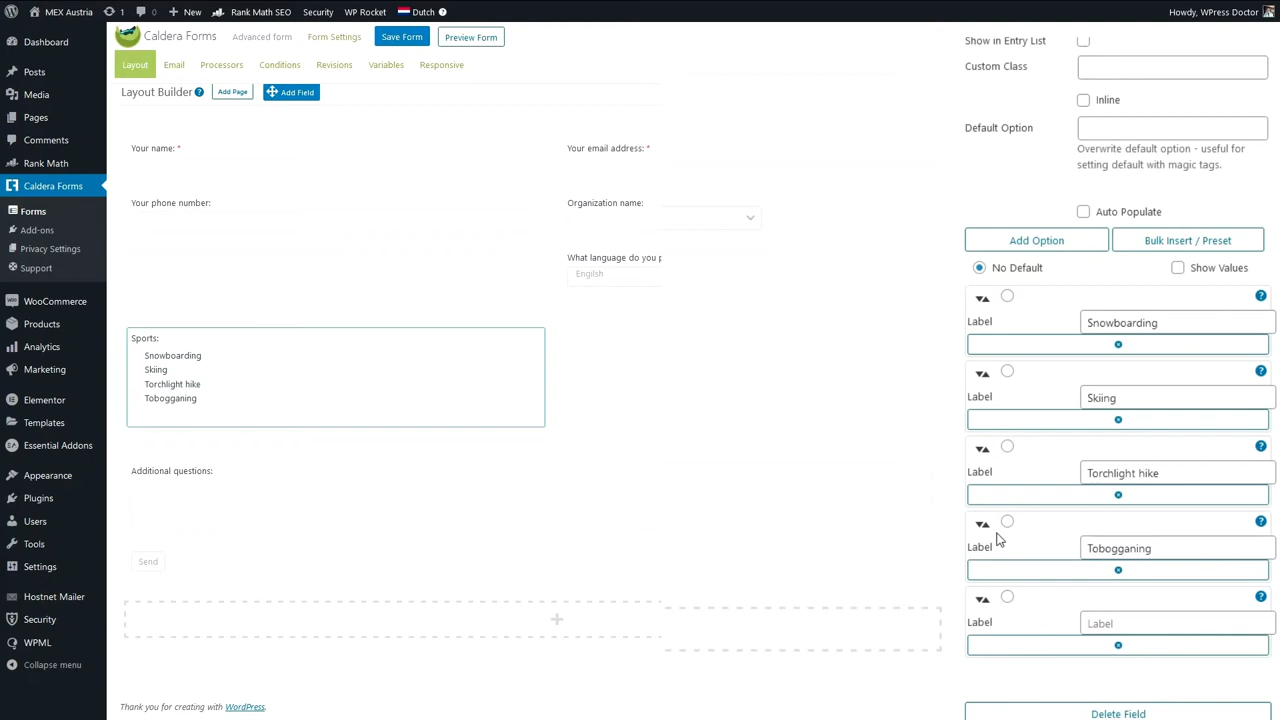 MEX Austria
1
0
New
Rank Math SEO
Security
WP Rocket
Dutch
Howdy, WPress Doctor
Dashboard
Posts
Media
Pages
Comments
Rank Math
Caldera Forms
Forms
Add-ons
Privacy Settings
Support
WooCommerce
Products
Analytics
Marketing
Elementor
Templates
Essential Addons
Appearance
Plugins
Users
Tools
Settings
Hostnet Manager
Security
WPML
Collapse menu
Caldera Forms
Advanced form
Form Settings
Save Form
Preview Form
Layout
Email
Processors
Conditions
Revisions
Variables
Responsive
Layout Builder ?
Add Page
Add Field
Your name: *
Your email address: *
Your phone number:
Organization name:
What language do you p
Engilsh
Sports:
Snowboarding
Skiing
Torchlight hike
Tobogganing
Additional questions:
Send
+
Thank you for creating with WordPress.
Show in Entry List
Custom Class
Inline
Default Option
Overwrite default option - useful for
setting default with magic tags.
Auto Populate
Add Option
Bulk Insert / Preset
No Default
Show Values
?
Label
Snowboarding
?
Label
Skiing
?
Label
Torchlight hike
?
Label
Tobogganing
?
Label
Label
Delete Field